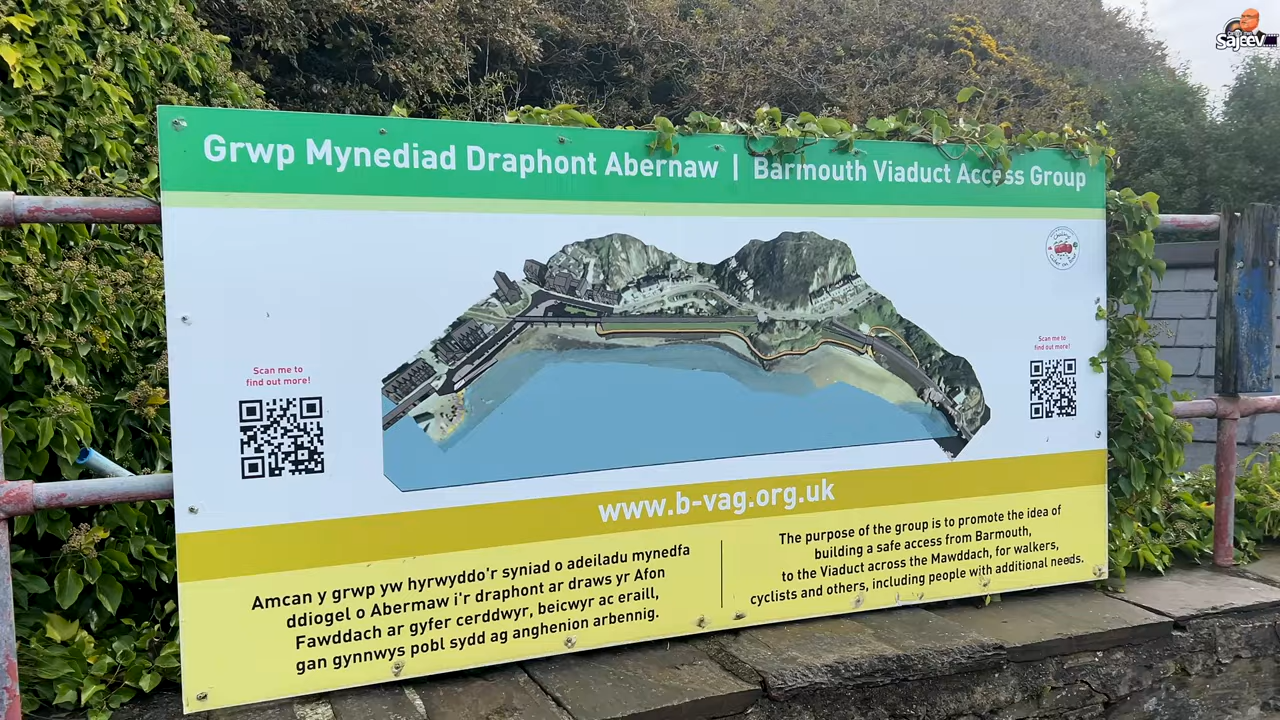 Sajeev
Grwp Mynediad Draphont Abernaw | Barmouth Viaduct Access Group
Scan me to
find out more!
Scan me to
find out more!
www.b-vag.org.uk
Amcan y grwp yw hyrwyddo'r syniad o adeiladu mynedfa
ddiogel o Abermaw i'r draphont ar draws yr Afon
Fawddach ar gyfer cerddwyr, beicwyr ac eraill,
gan gynnwys pobl sydd ag anghenion arbennig.
The purpose of the group is to promote the idea of
building a safe access from Barmouth,
to the Viaduct across the Mawddach, for walkers,
cyclists and others, including people with additional needs.